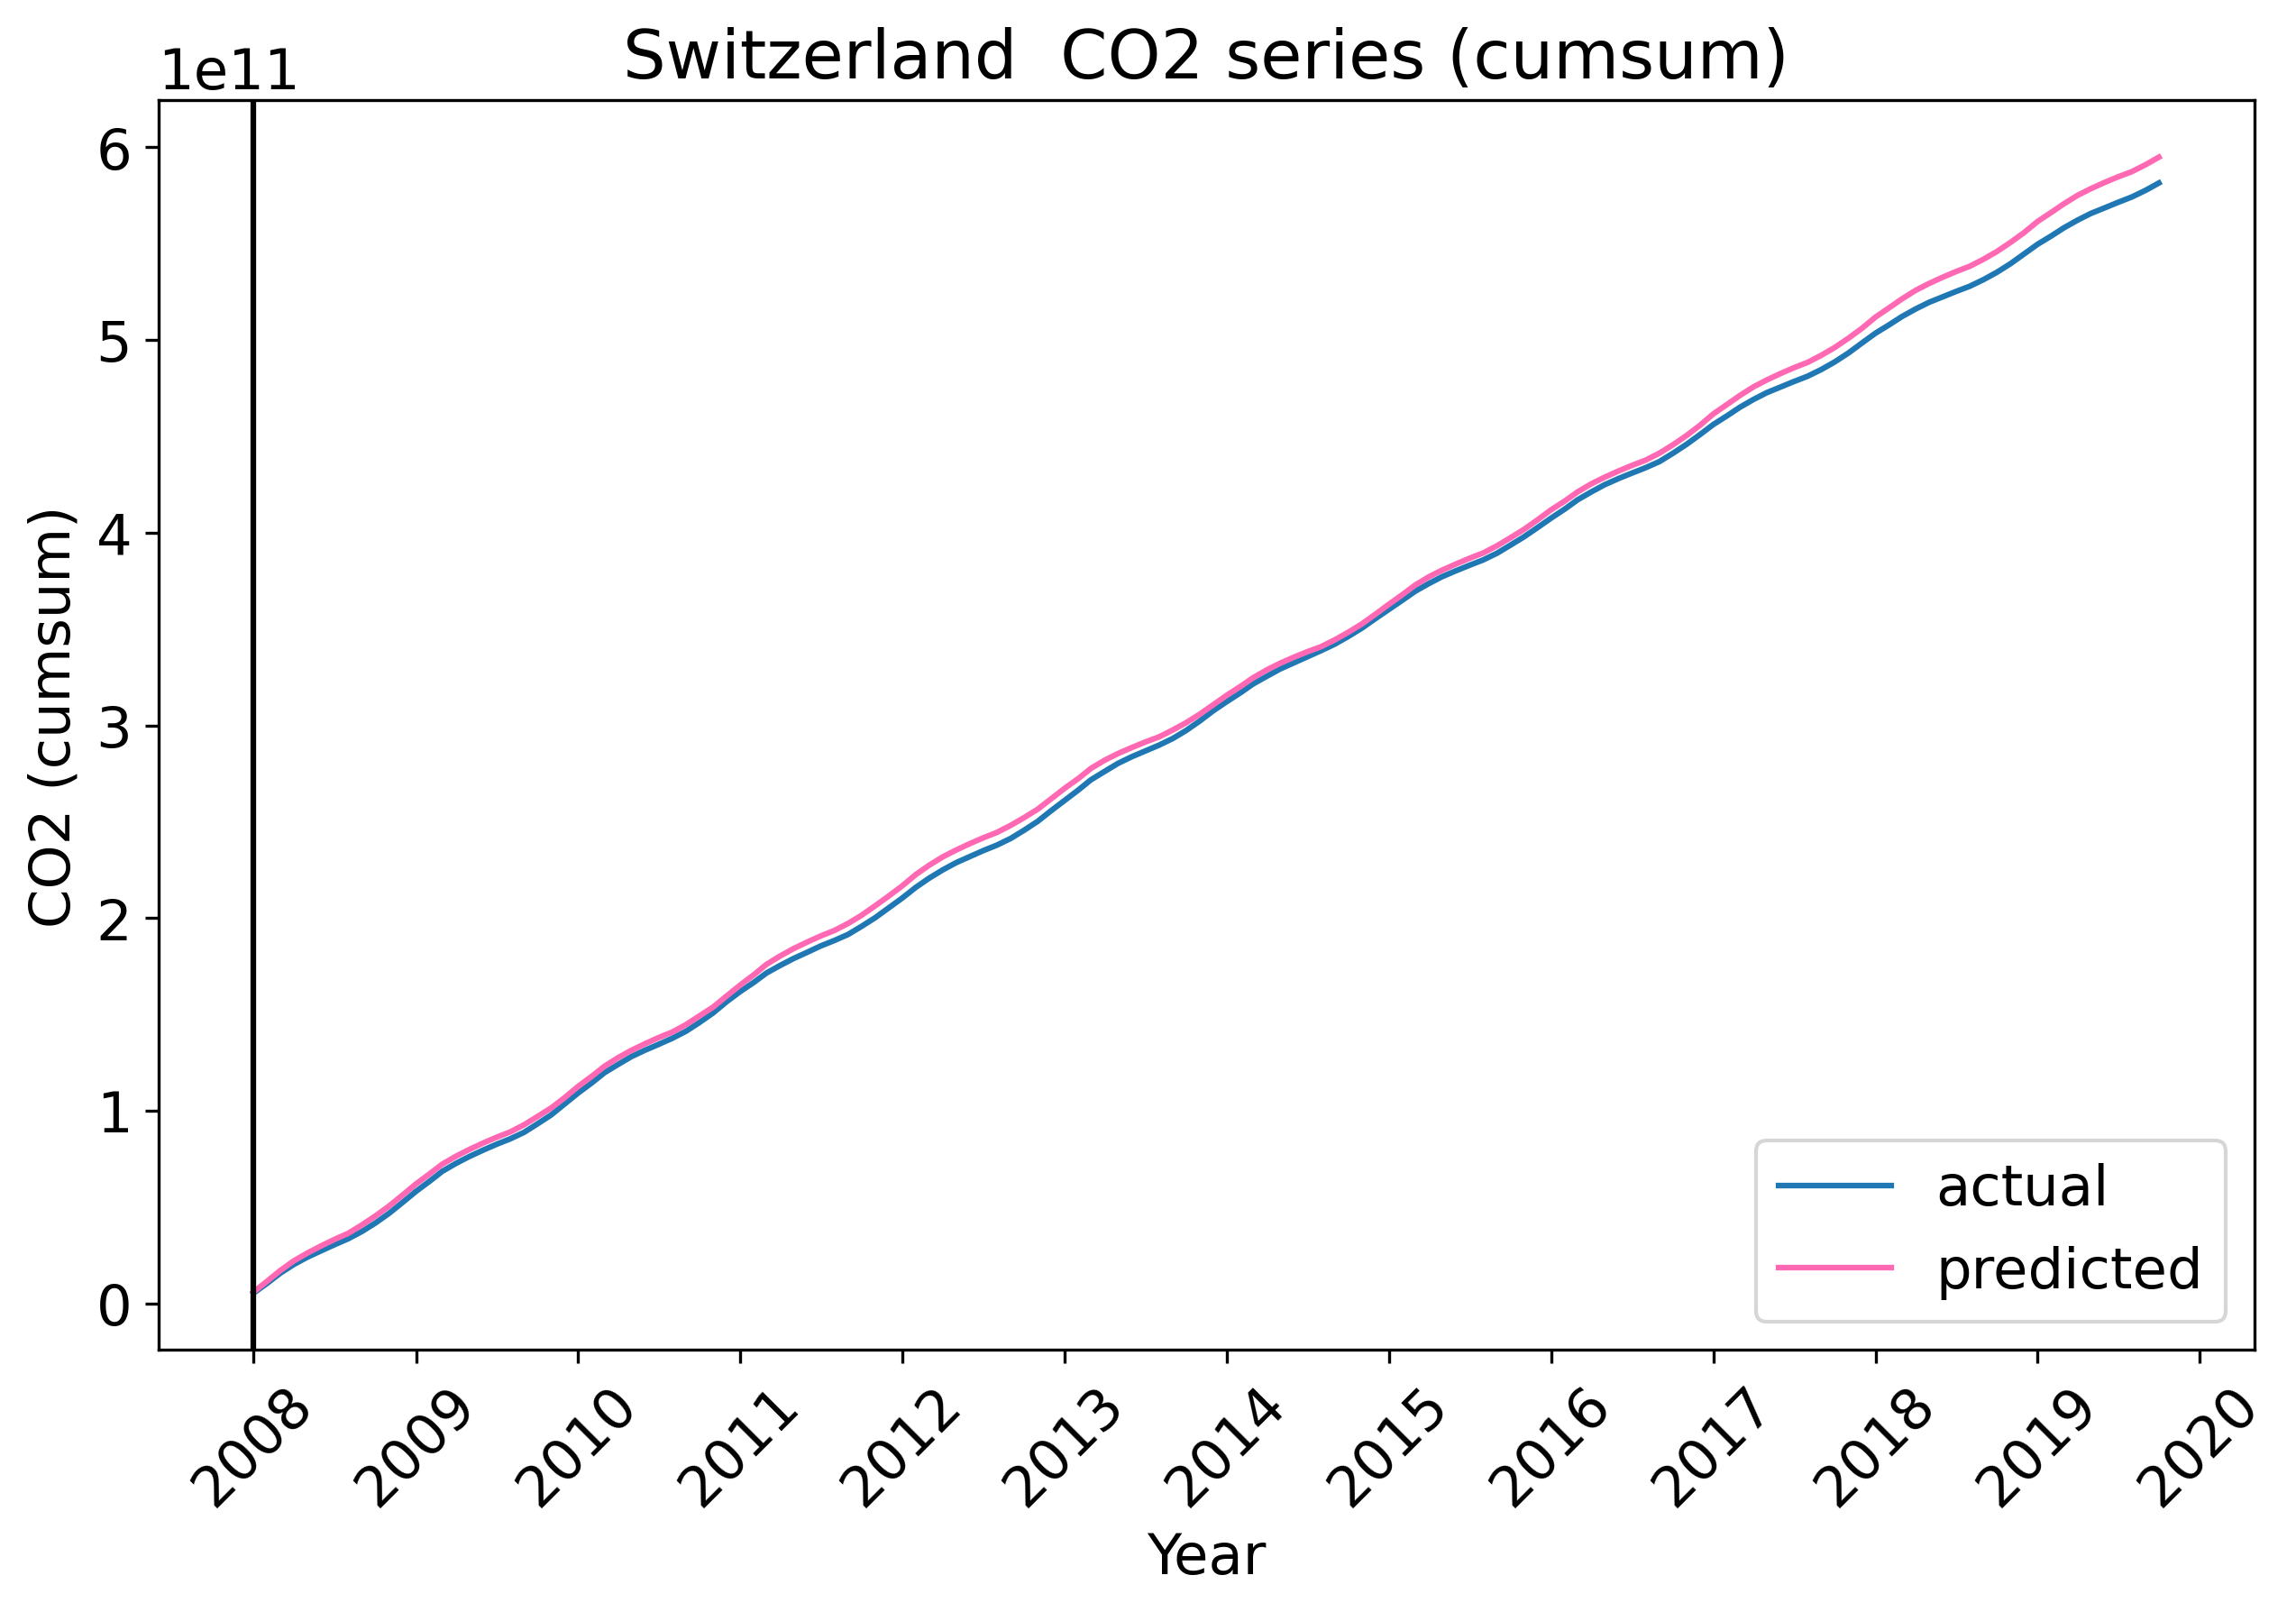 Switzerland  CO2 series (cumsum)
1e11
6
5
4
3
2
1
0
CO2 (cumsum)
actual
predicted
2008 2009 2010 2011 2012 2013 2014 2015 2016 2017 2018 2019 2020
Year